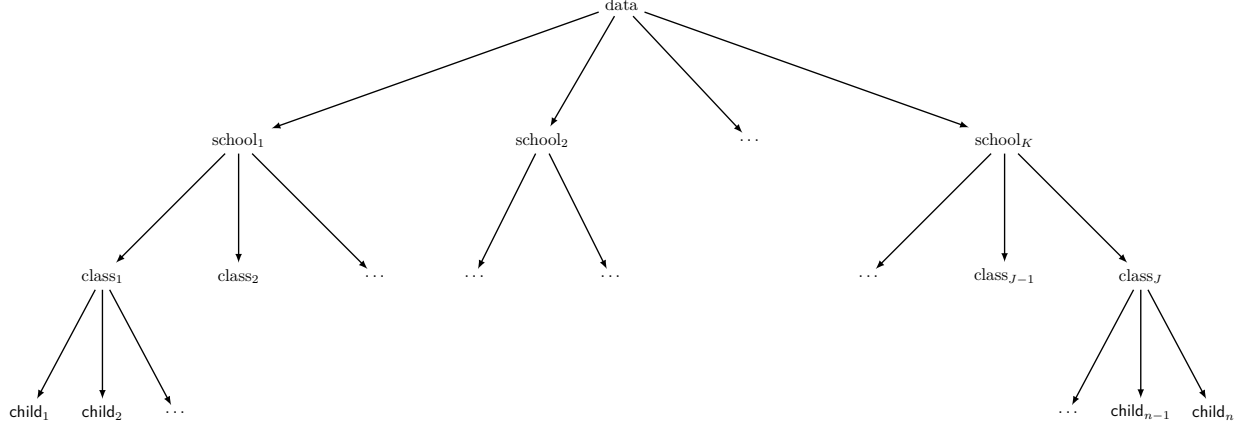 data
school₁ school₂ ⋯ school_K
class₁ class₂ ⋯ ⋯ ⋯ ⋯ class_{J−1} class_J
child₁ child₂ ⋯ ⋯ child_{n−1} child_n